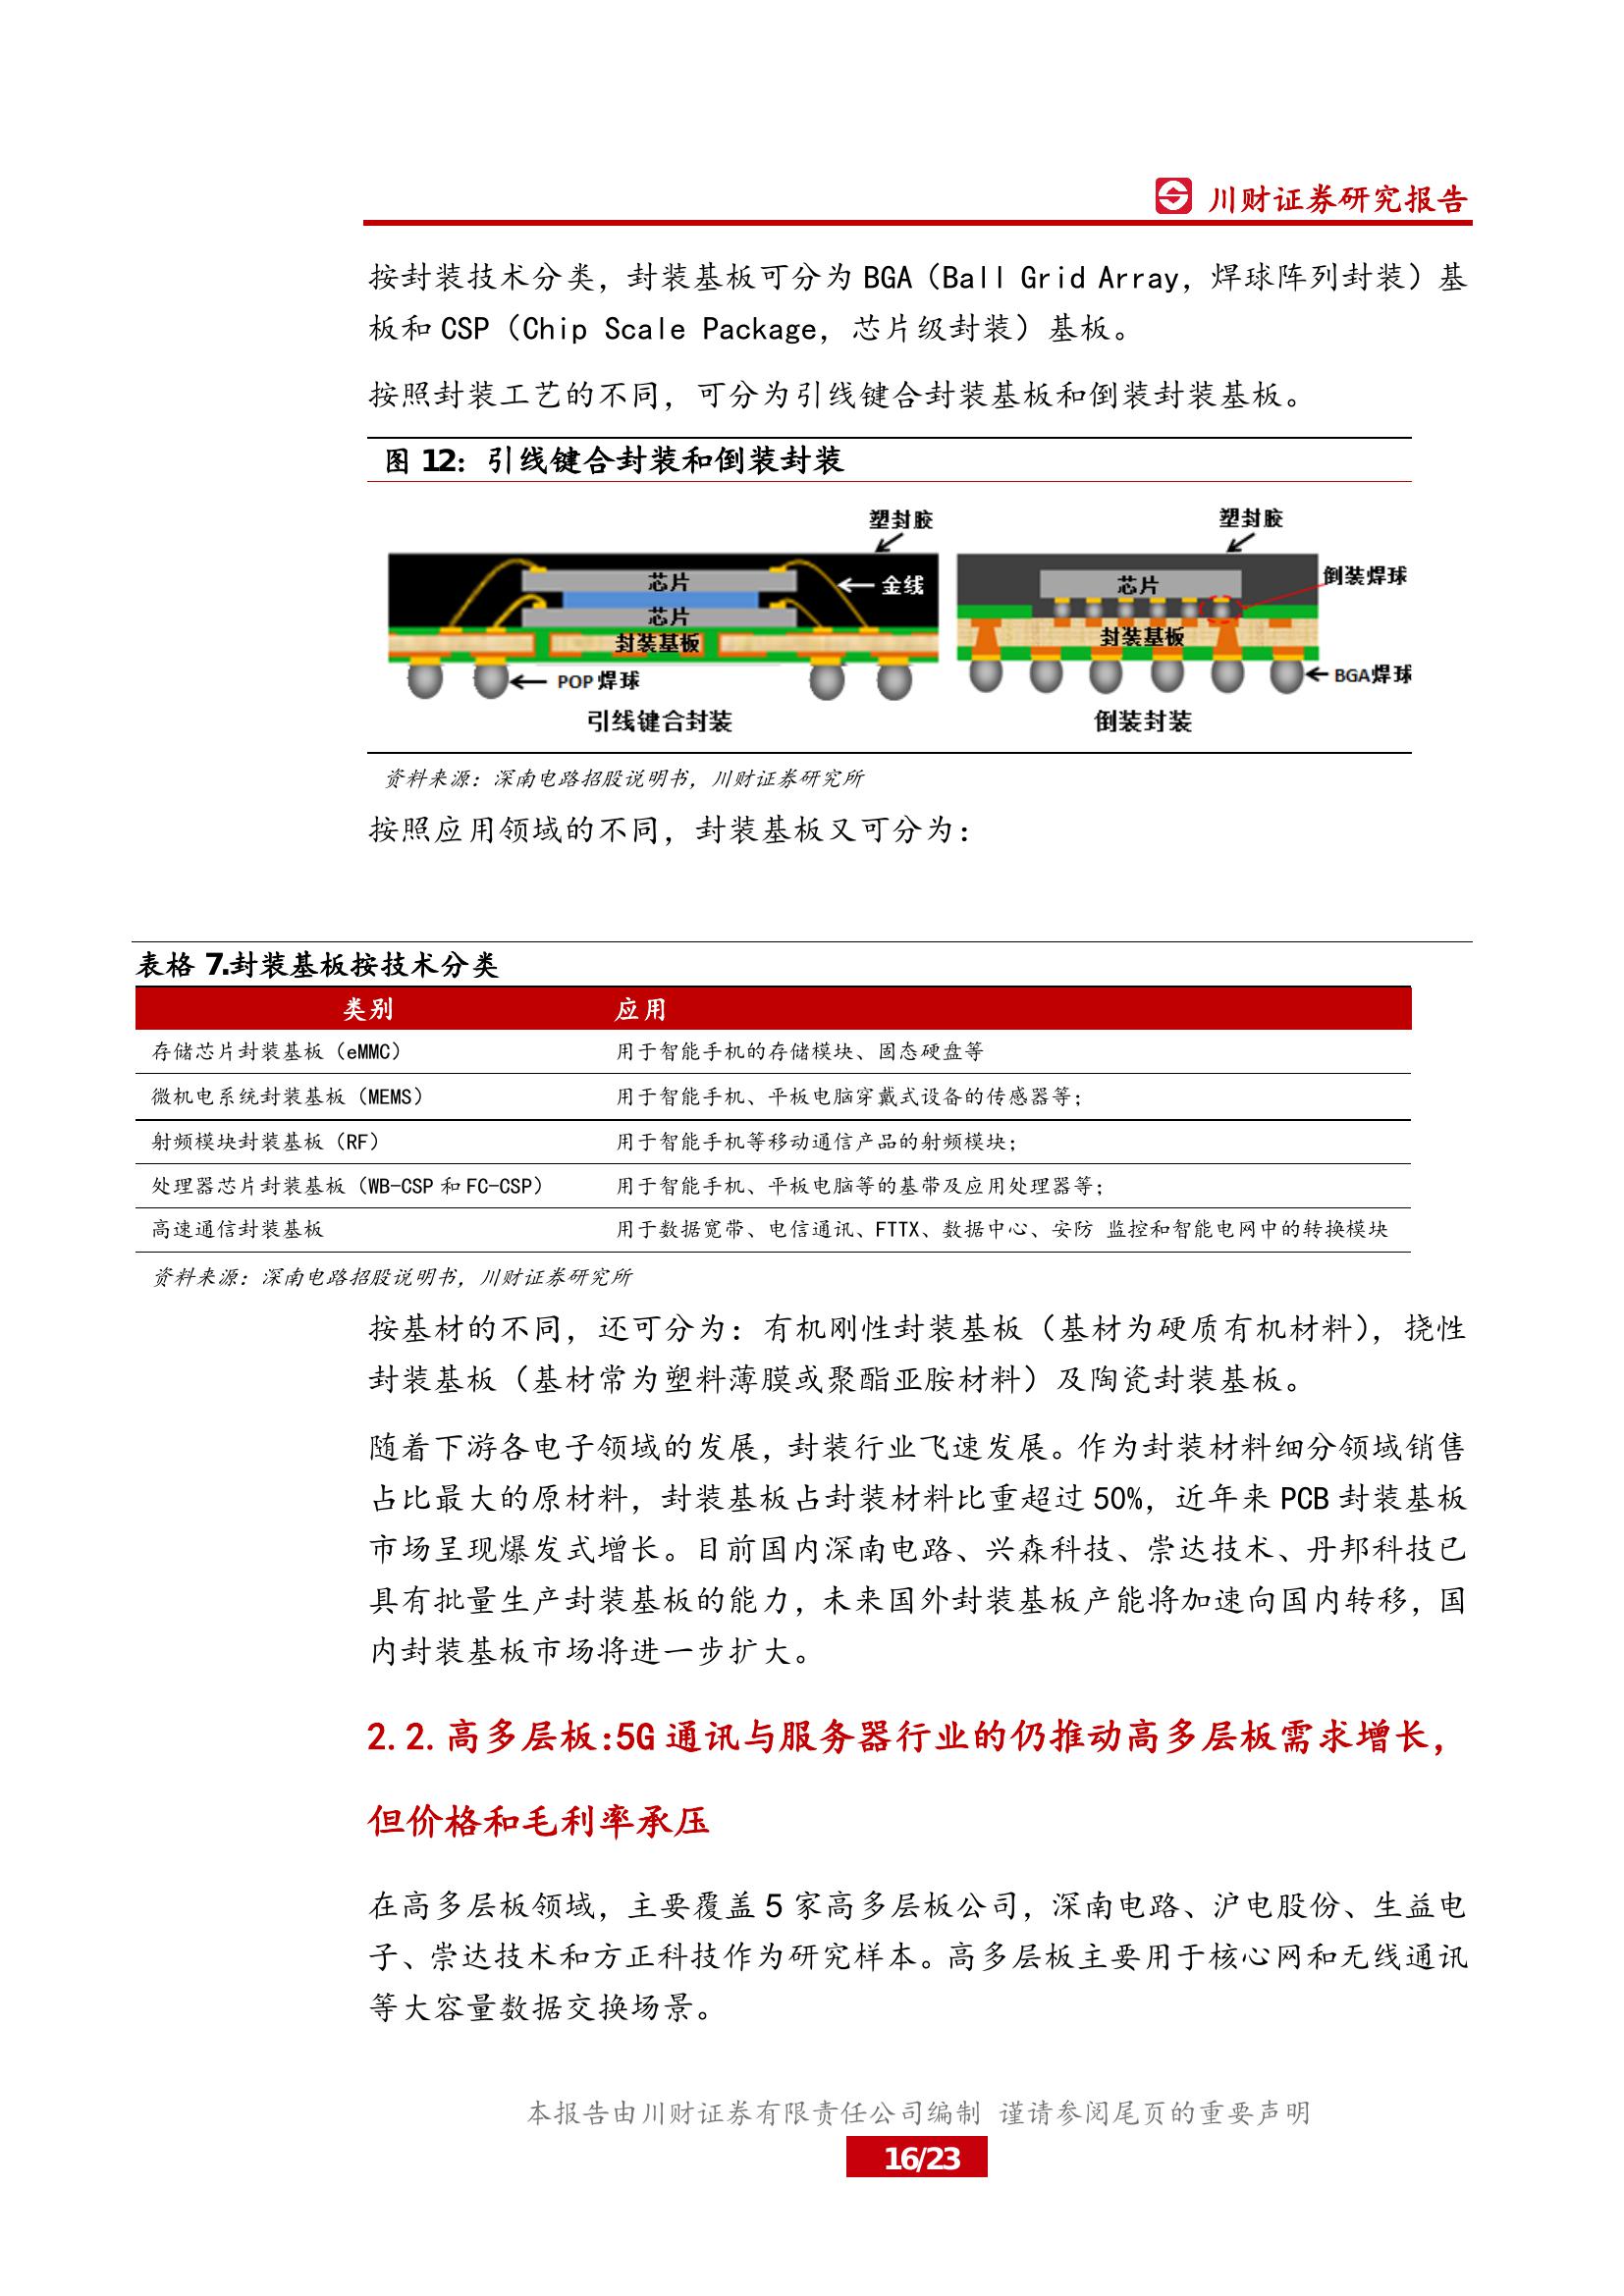 川财证券研究报告
按封装技术分类，封装基板可分为 BGA（Ball Grid Array，焊球阵列封装）基
板和 CSP（Chip Scale Package，芯片级封装）基板。
按照封装工艺的不同，可分为引线键合封装基板和倒装封装基板。
图 12：引线键合封装和倒装封装
塑封胶
塑封胶
芯片
金线
芯片
倒装焊球
芯片
封装基板
封装基板
POP 焊球
BGA焊球
引线键合封装
倒装封装
资料来源：深南电路招股说明书，川财证券研究所
按照应用领域的不同，封装基板又可分为：
表格 7.封装基板按技术分类
类别 应用
存储芯片封装基板（eMMC） 用于智能手机的存储模块、固态硬盘等
微机电系统封装基板（MEMS） 用于智能手机、平板电脑穿戴式设备的传感器等；
射频模块封装基板（RF） 用于智能手机等移动通信产品的射频模块；
处理器芯片封装基板（WB-CSP 和 FC-CSP） 用于智能手机、平板电脑等的基带及应用处理器等；
高速通信封装基板 用于数据宽带、电信通讯、FTTX、数据中心、安防 监控和智能电网中的转换模块
资料来源：深南电路招股说明书，川财证券研究所
按基材的不同，还可分为：有机刚性封装基板（基材为硬质有机材料），挠性
封装基板（基材常为塑料薄膜或聚酯亚胺材料）及陶瓷封装基板。
随着下游各电子领域的发展，封装行业飞速发展。作为封装材料细分领域销售
占比最大的原材料，封装基板占封装材料比重超过 50%，近年来 PCB 封装基板
市场呈现爆发式增长。目前国内深南电路、兴森科技、崇达技术、丹邦科技已
具有批量生产封装基板的能力，未来国外封装基板产能将加速向国内转移，国
内封装基板市场将进一步扩大。
2.2.高多层板:5G 通讯与服务器行业的仍推动高多层板需求增长，
但价格和毛利率承压
在高多层板领域，主要覆盖 5 家高多层板公司，深南电路、沪电股份、生益电
子、崇达技术和方正科技作为研究样本。高多层板主要用于核心网和无线通讯
等大容量数据交换场景。
本报告由川财证券有限责任公司编制 谨请参阅尾页的重要声明
16/23